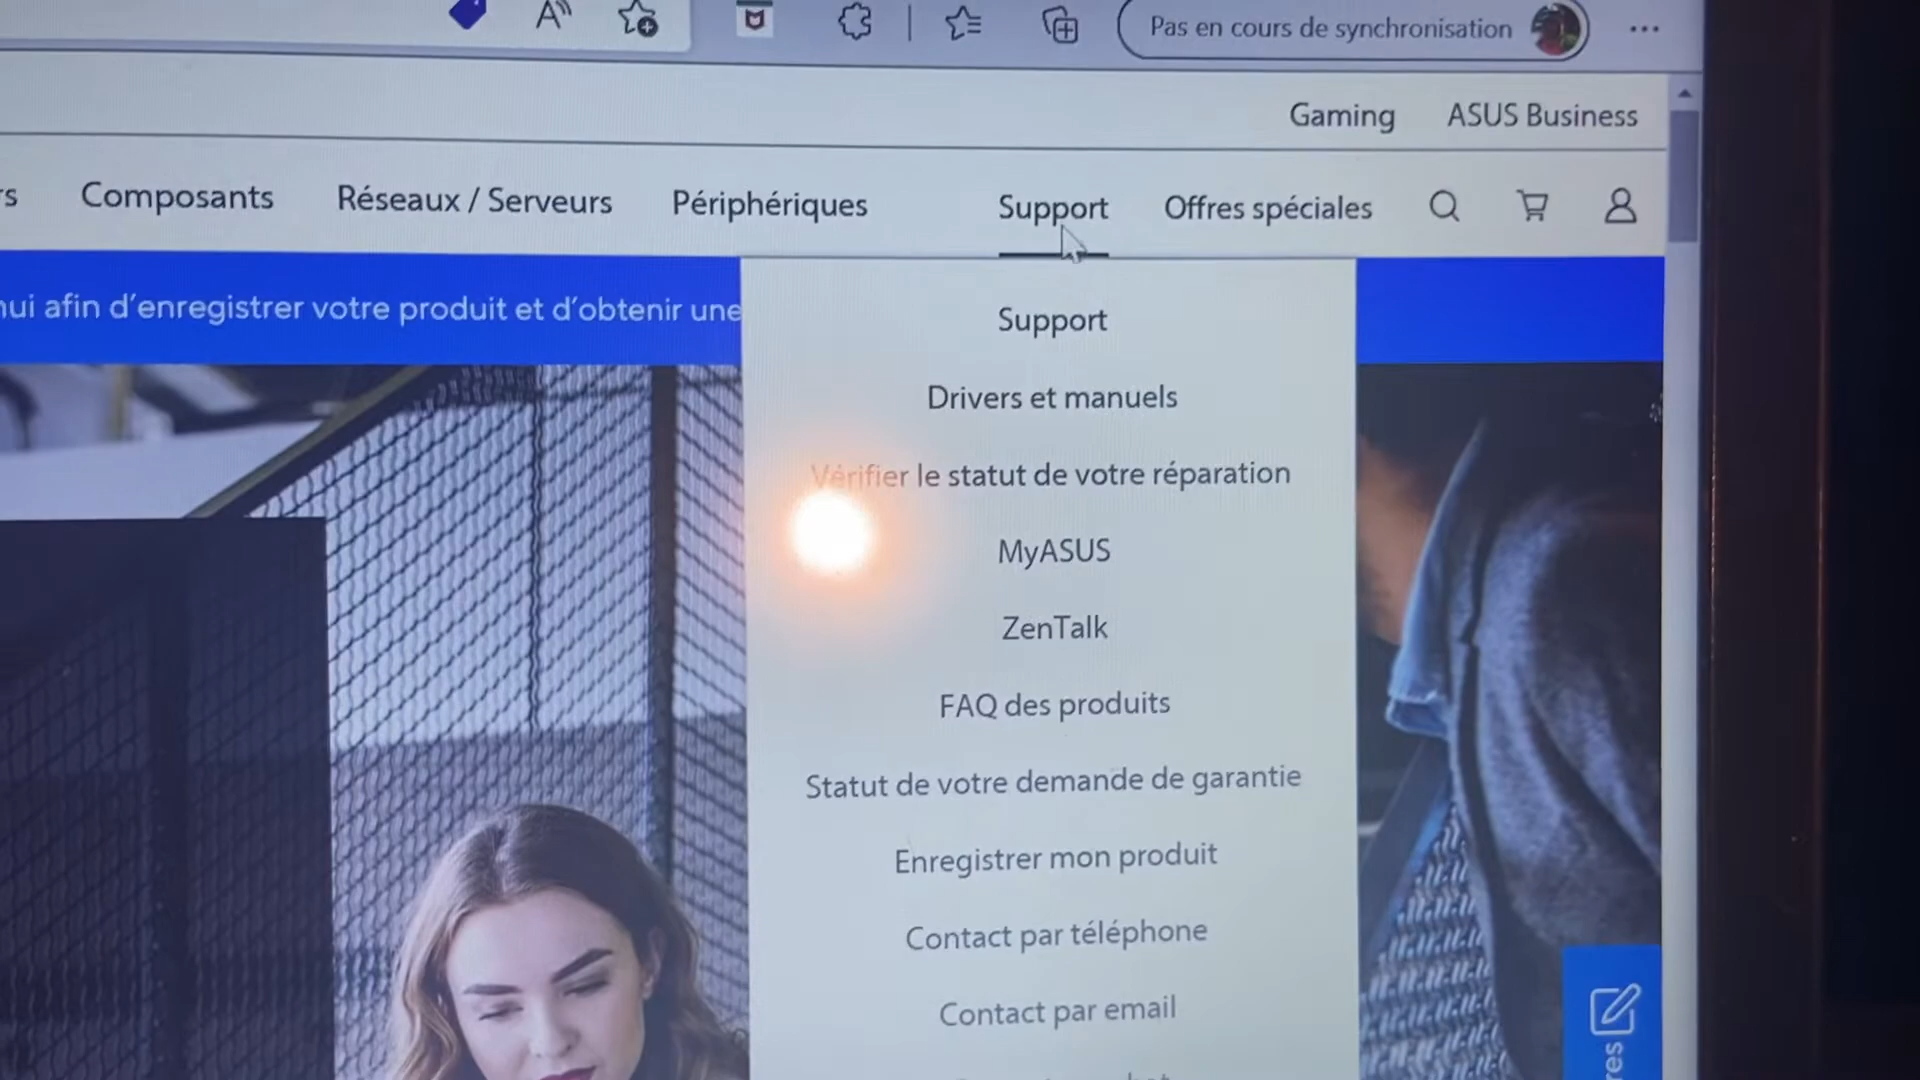 Pas en cours de synchronisation
Gaming ASUS Business
Composants Réseaux / Serveurs Périphériques Support Offres spéciales
afin d'enregistrer votre produit et d'obtenir une
Support
Drivers et manuels
Vérifier le statut de votre réparation
MyASUS
ZenTalk
FAQ des produits
Statut de votre demande de garantie
Enregistrer mon produit
Contact par téléphone
Contact par email